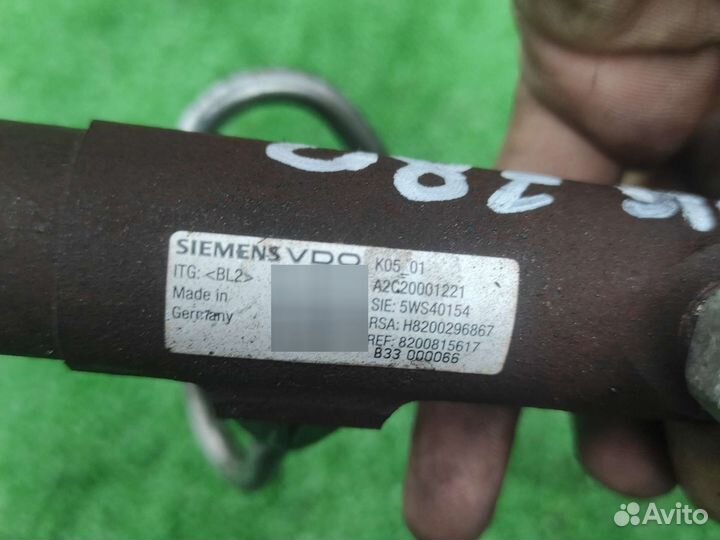 SIEMENS VDO
ITG: <BL2>
Made in
Germany
K05_01
A2C20001221
SIE: 5WS40154
RSA: H8200296867
REF: 8200815617
B33 000066
Avito